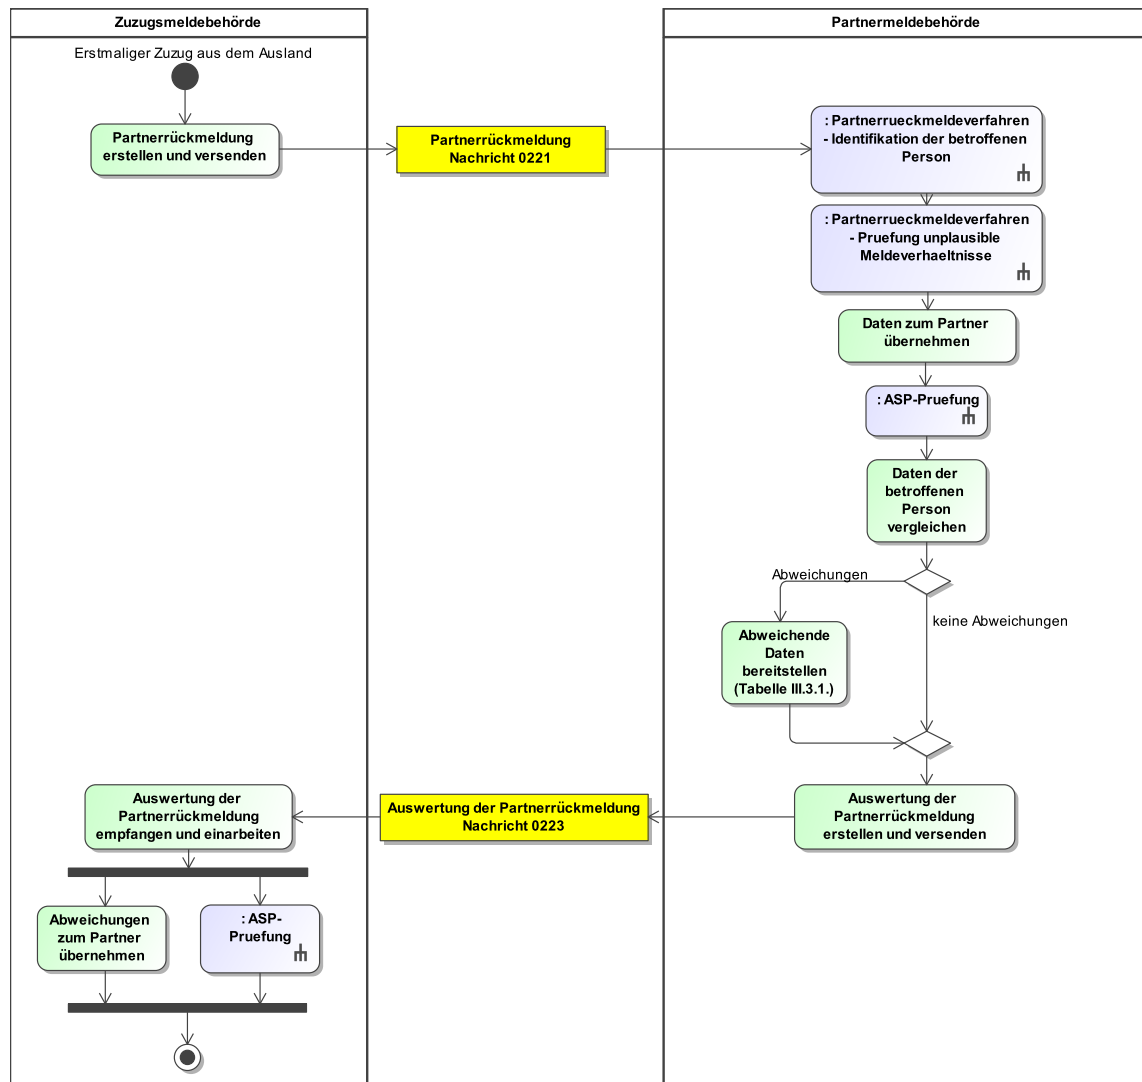 Zuzugsmeldebehörde
Partnermeldebehörde
Erstmaliger Zuzug aus dem Ausland
Partnerrückmeldung
erstellen und versenden
Partnerrückmeldung
Nachricht 0221
: Partnerrueckmeldeverfahren
- Identifikation der betroffenen
Person
: Partnerrueckmeldeverfahren
- Pruefung unplausible
Meldeverhaeltnisse
Daten zum Partner
übernehmen
: ASP-Pruefung
Daten der
betroffenen
Person
vergleichen
Abweichungen
keine Abweichungen
Abweichende
Daten
bereitstellen
(Tabelle III.3.1.)
Auswertung der
Partnerrückmeldung
erstellen und versenden
Auswertung der Partnerrückmeldung
Nachricht 0223
Auswertung der
Partnerrückmeldung
empfangen und einarbeiten
Abweichungen
zum Partner
übernehmen
: ASP-
Pruefung